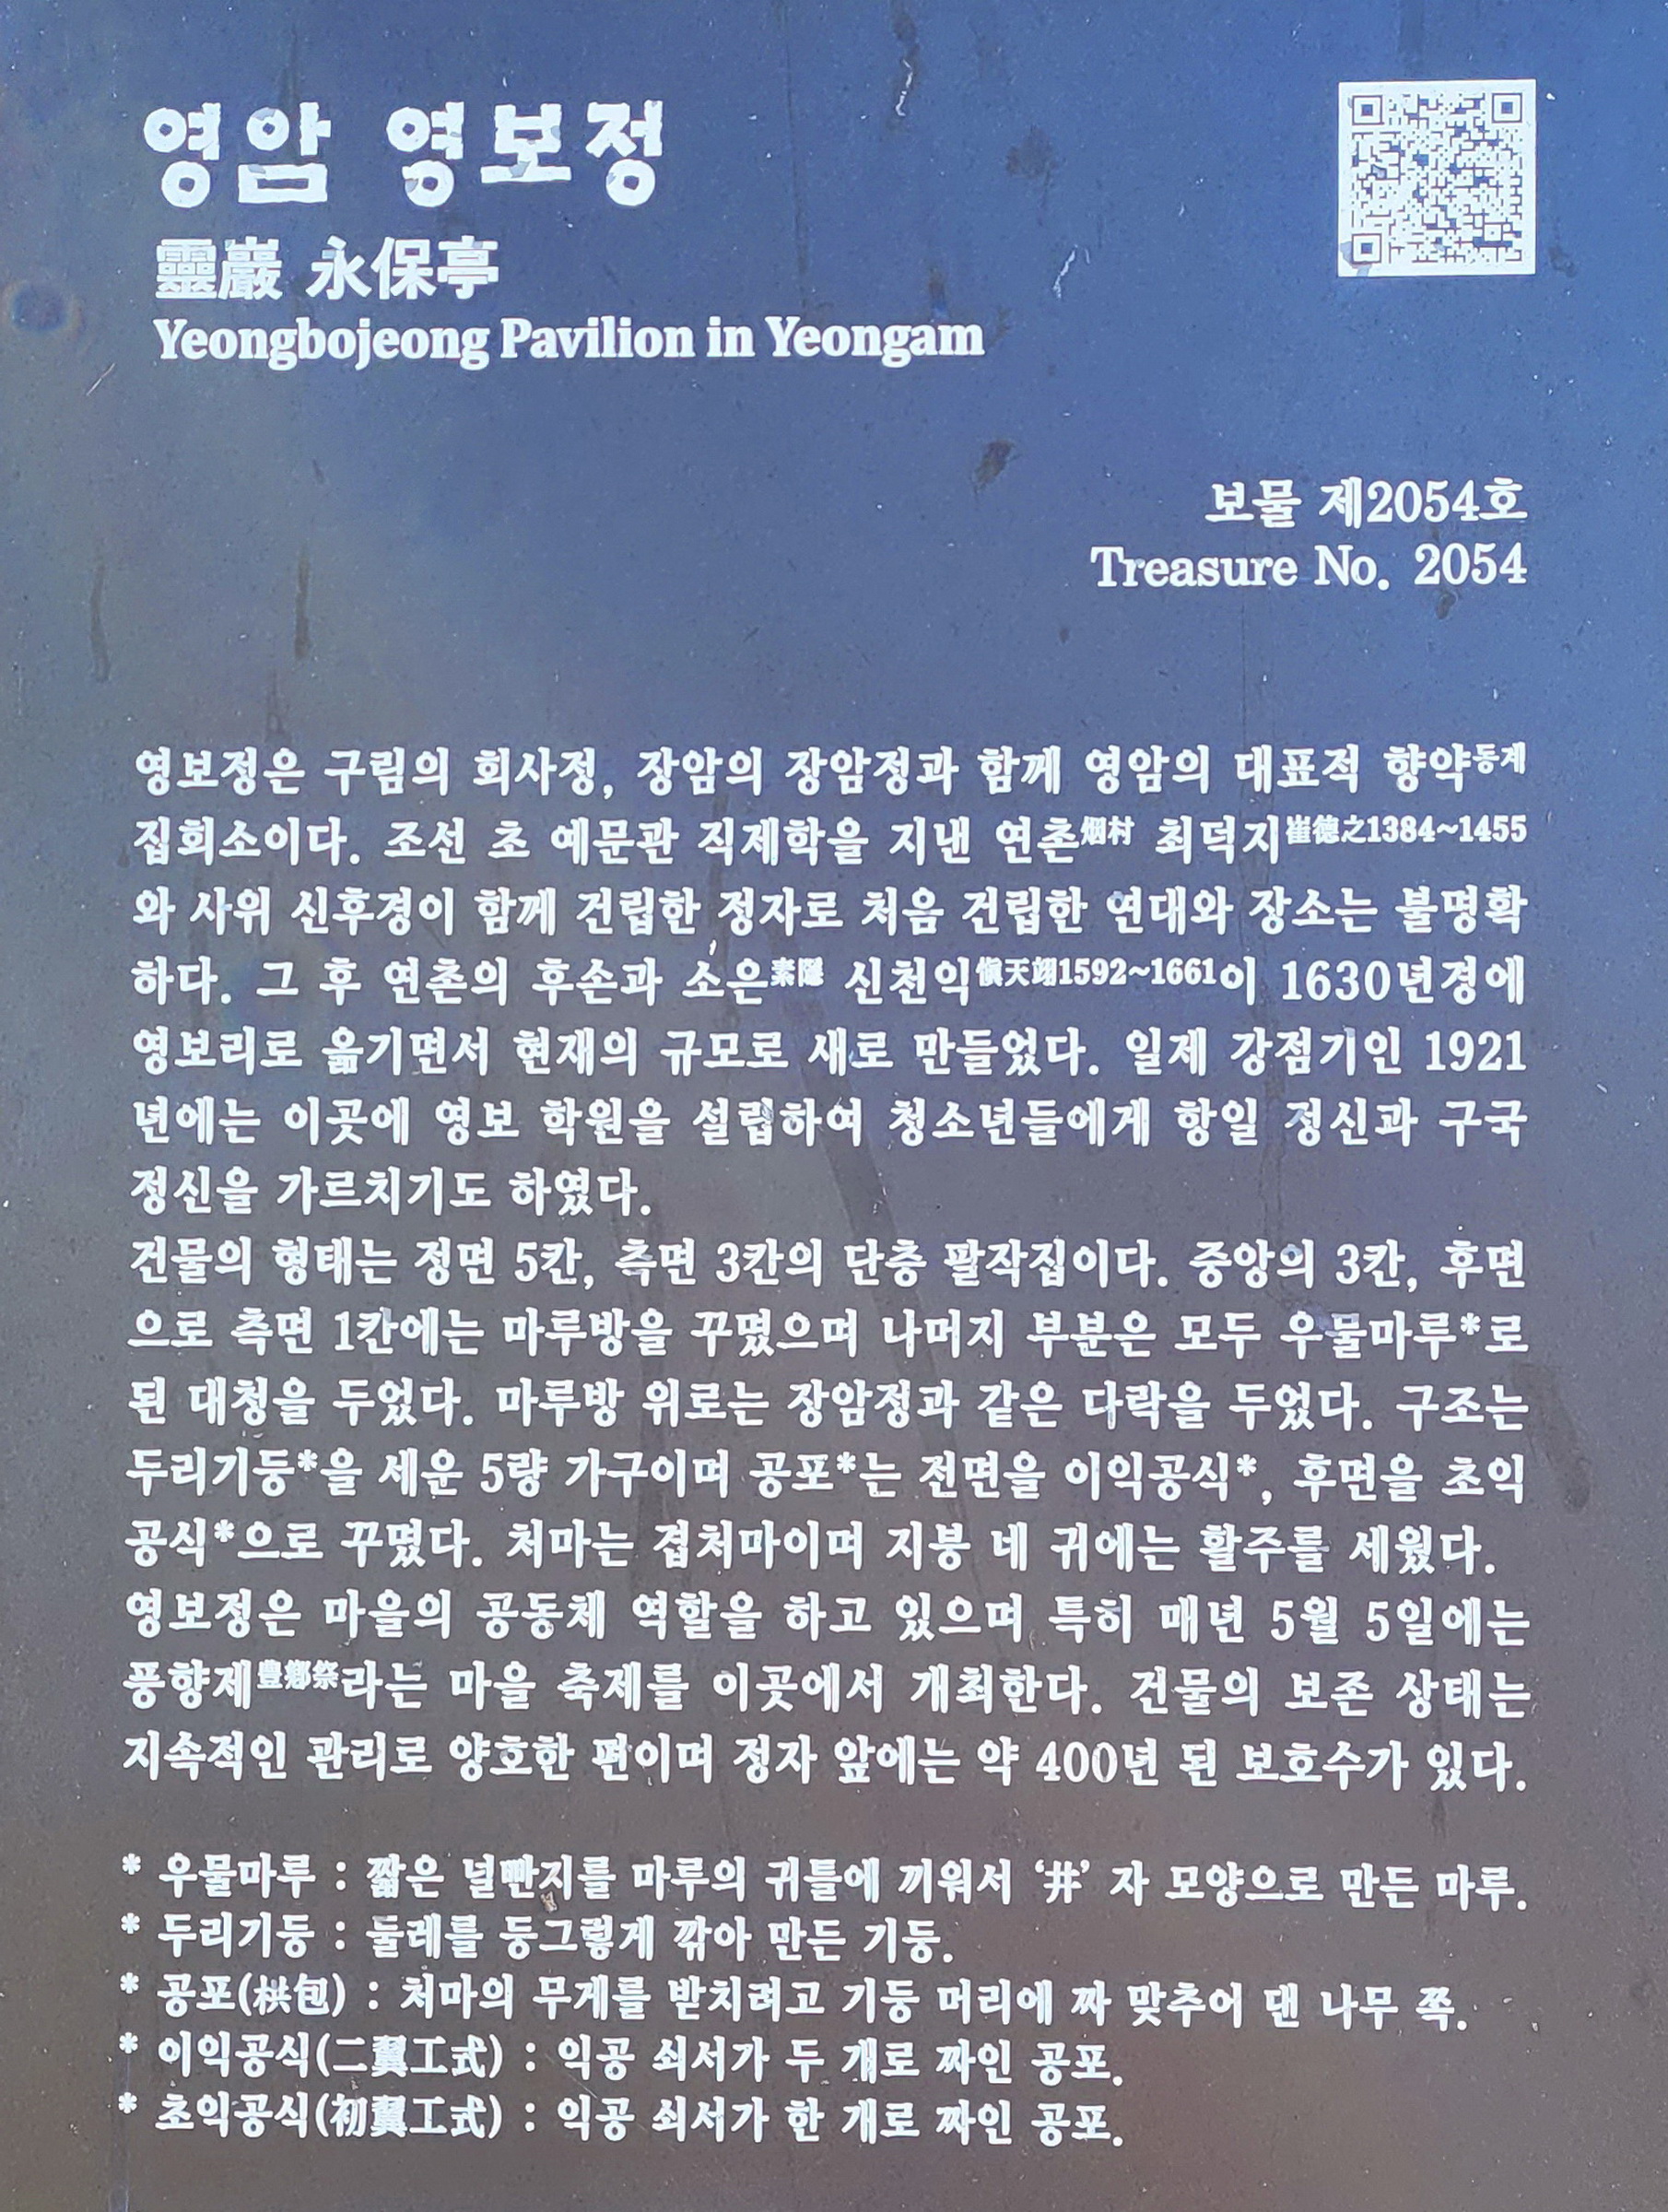 영암 영보정
靈巖 永保亭
Yeongbojeong Pavilion in Yeongam
보물 제2054호
Treasure No. 2054
영보정은 구림의 회사정, 장암의 장암정과 함께 영암의 대표적 향약동계
집회소이다. 조선 초 예문관 직제학을 지낸 연촌烟村 최덕지崔德之1384~1455
와 사위 신후경이 함께 건립한 정자로 처음 건립한 연대와 장소는 불명확
하다. 그 후 연촌의 후손과 소은素隱 신천익愼天翊1592~1661이 1630년경에
영보리로 옮기면서 현재의 규모로 새로 만들었다. 일제 강점기인 1921
년에는 이곳에 영보 학원을 설립하여 청소년들에게 항일 정신과 구국
정신을 가르치기도 하였다.
건물의 형태는 정면 5칸, 측면 3칸의 단층 팔작집이다. 중앙의 3칸, 후면
으로 측면 1칸에는 마루방을 꾸몄으며 나머지 부분은 모두 우물마루*로
된 대청을 두었다. 마루방 위로는 장암정과 같은 다락을 두었다. 구조는
두리기둥*을 세운 5량 가구이며 공포*는 전면을 이익공식*, 후면을 초익
공식*으로 꾸몄다. 처마는 겹처마이며 지붕 네 귀에는 활주를 세웠다.
영보정은 마을의 공동체 역할을 하고 있으며 특히 매년 5월 5일에는
풍향제豊鄕祭라는 마을 축제를 이곳에서 개최한다. 건물의 보존 상태는
지속적인 관리로 양호한 편이며 정자 앞에는 약 400년 된 보호수가 있다.
* 우물마루 : 짧은 널빤지를 마루의 귀틀에 끼워서 ‘井’ 자 모양으로 만든 마루.
* 두리기둥 : 둘레를 둥그렇게 깎아 만든 기둥.
* 공포(栱包) : 처마의 무게를 받치려고 기둥 머리에 짜 맞추어 댄 나무 쪽.
* 이익공식(二翼工式) : 익공 쇠서가 두 개로 짜인 공포.
* 초익공식(初翼工式) : 익공 쇠서가 한 개로 짜인 공포.